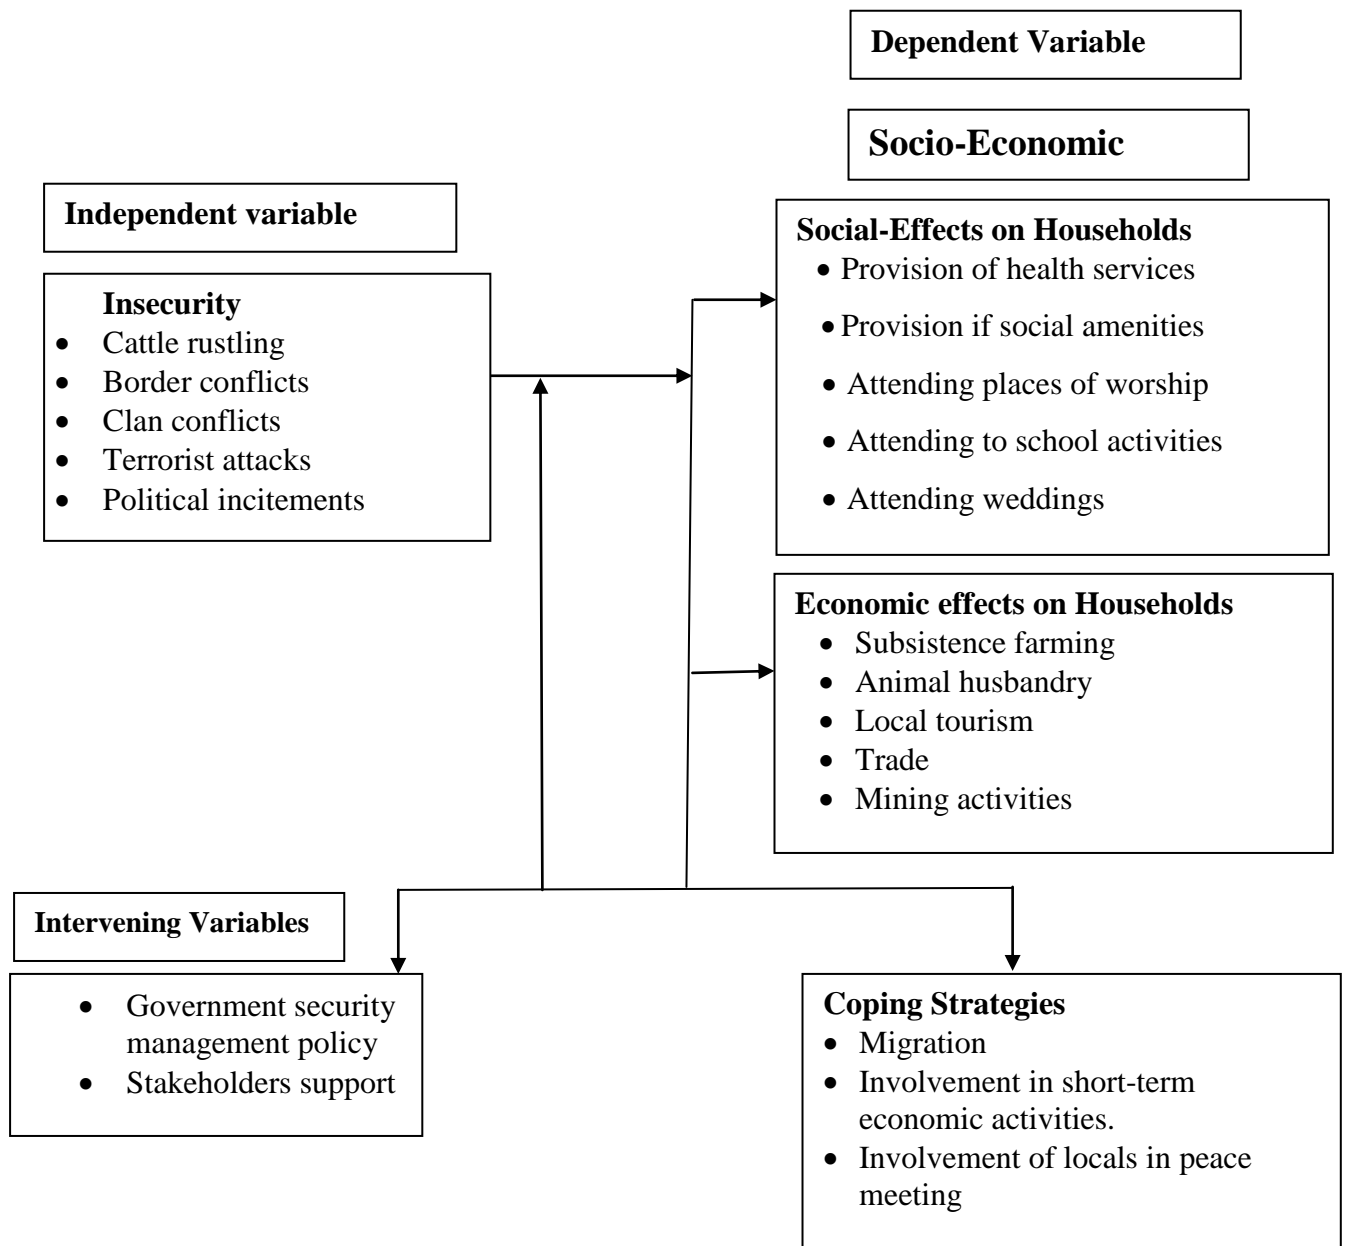 Dependent Variable
Socio-Economic
Independent variable
Insecurity
• Cattle rustling
• Border conflicts
• Clan conflicts
• Terrorist attacks
• Political incitements
Social-Effects on Households
• Provision of health services
• Provision if social amenities
• Attending places of worship
• Attending to school activities
• Attending weddings
Economic effects on Households
• Subsistence farming
• Animal husbandry
• Local tourism
• Trade
• Mining activities
Intervening Variables
• Government security
management policy
• Stakeholders support
Coping Strategies
• Migration
• Involvement in short-term
economic activities.
• Involvement of locals in peace
meeting